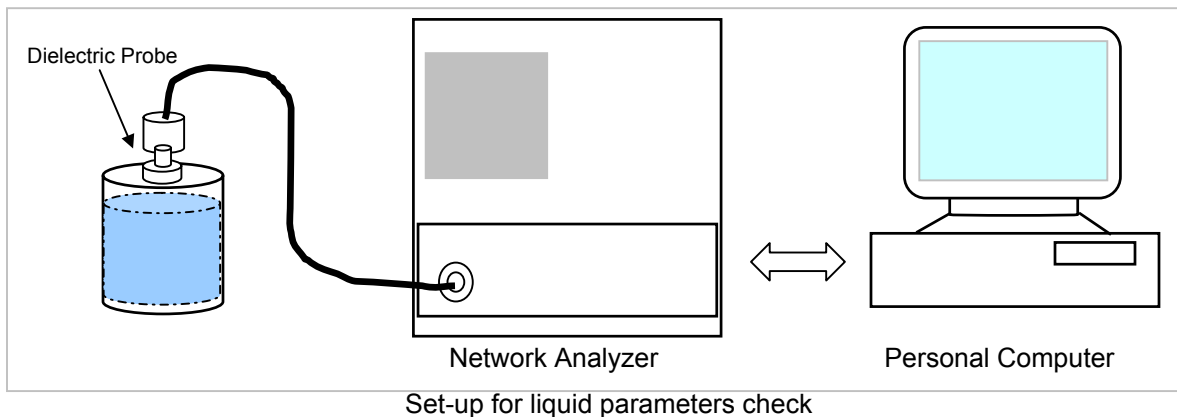 Dielectric Probe
Network Analyzer
Personal Computer
Set-up for liquid parameters check